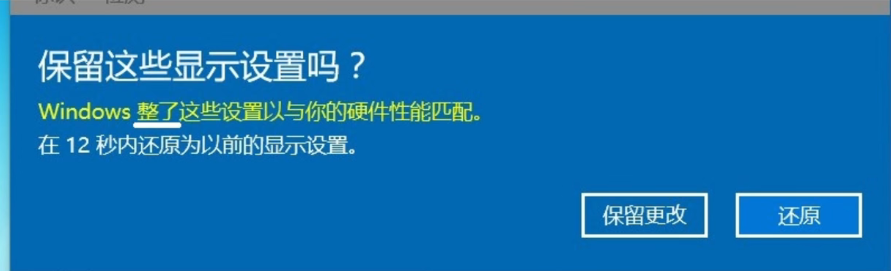 保留这些显示设置吗？
Windows 整了这些设置以与你的硬件性能匹配。
在 12 秒内还原为以前的显示设置。
保留更改
还原